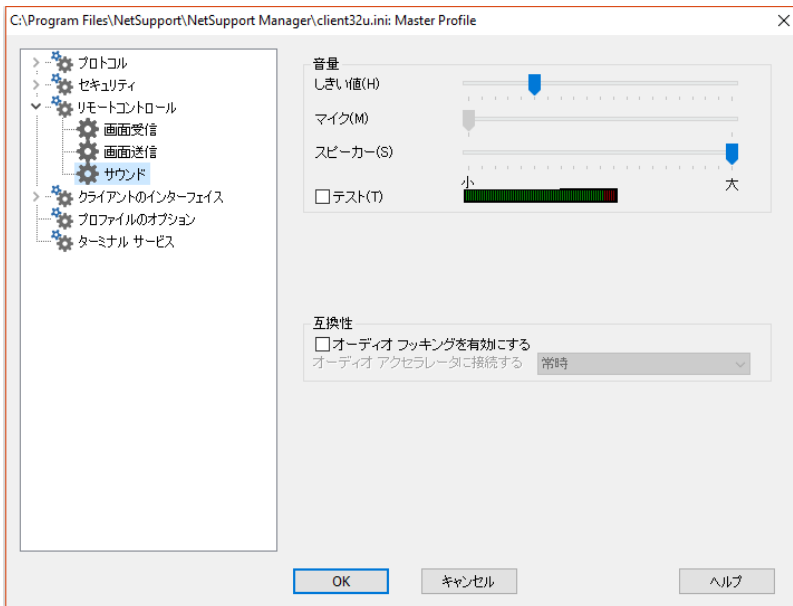 C:\Program Files\NetSupport\NetSupport Manager\client32u.ini: Master Profile
プロトコル
セキュリティ
リモートコントロール
画面受信
画面送信
サウンド
クライアントのインターフェイス
プロファイルのオプション
ターミナル サービス
音量
しきい値(H)
マイク(M)
スピーカー(S)
小 大
テスト(T)
互換性
オーディオ フッキングを有効にする
オーディオ アクセラレータに接続する 常時
OK キャンセル ヘルプ